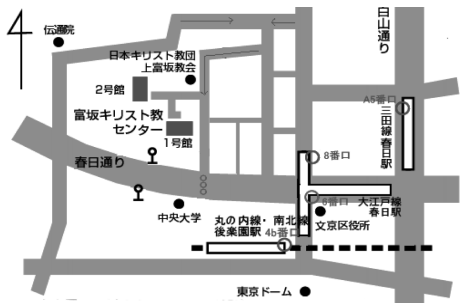 白山通り
伝通院
日本キリスト教団
上富坂教会
2号館
A5番口
三田線
春日駅
富坂キリスト教
センター
1号館
8番口
春日通り
6番口
大江戸線
春日駅
中央大学
丸の内線・南北線
後楽園駅
4b番口
文京区役所
東京ドーム